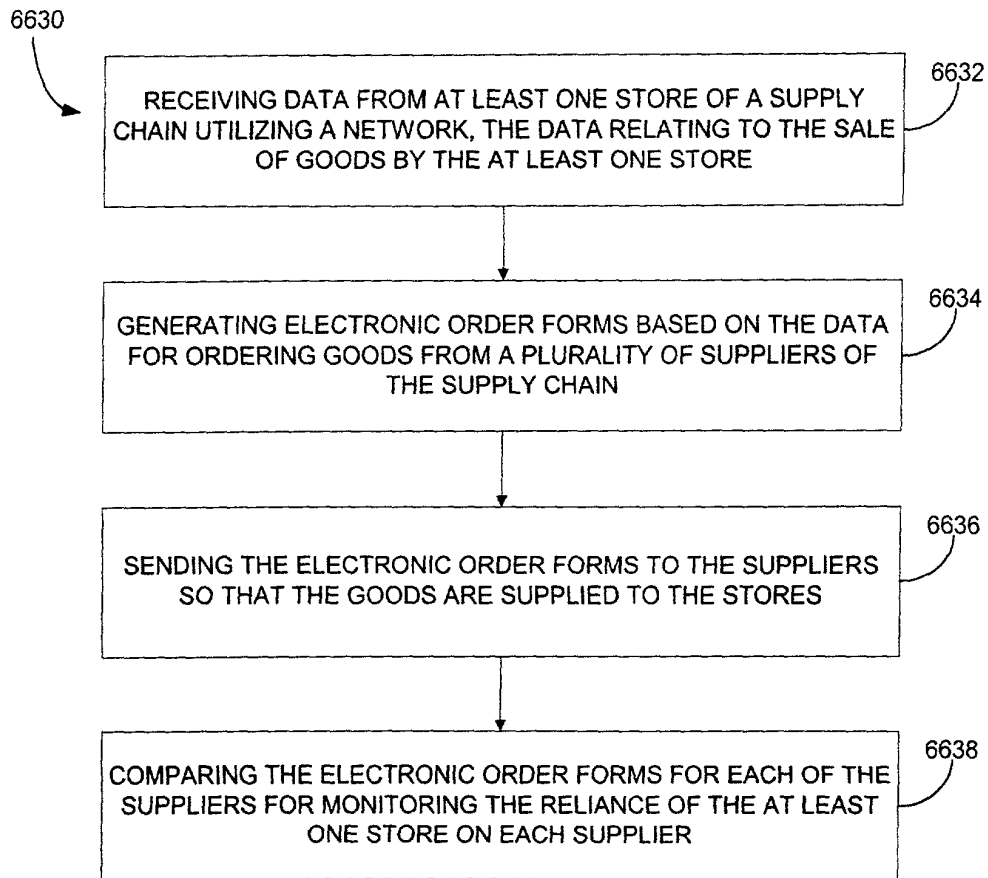 6630
6632
RECEIVING DATA FROM AT LEAST ONE STORE OF A SUPPLY
CHAIN UTILIZING A NETWORK, THE DATA RELATING TO THE SALE
OF GOODS BY THE AT LEAST ONE STORE
6634
GENERATING ELECTRONIC ORDER FORMS BASED ON THE DATA
FOR ORDERING GOODS FROM A PLURALITY OF SUPPLIERS OF
THE SUPPLY CHAIN
6636
SENDING THE ELECTRONIC ORDER FORMS TO THE SUPPLIERS
SO THAT THE GOODS ARE SUPPLIED TO THE STORES
6638
COMPARING THE ELECTRONIC ORDER FORMS FOR EACH OF THE
SUPPLIERS FOR MONITORING THE RELIANCE OF THE AT LEAST
ONE STORE ON EACH SUPPLIER